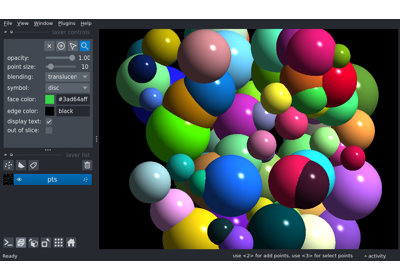 File View Window Plugins Help
layer controls
opacity: 1.00
point size: 10
blending: translucen
symbol: disc
face color: #3ad64aff
edge color: black
display text:
out of slice:
layer list
pts
Ready use <2> for add points, use <3> for select points activity